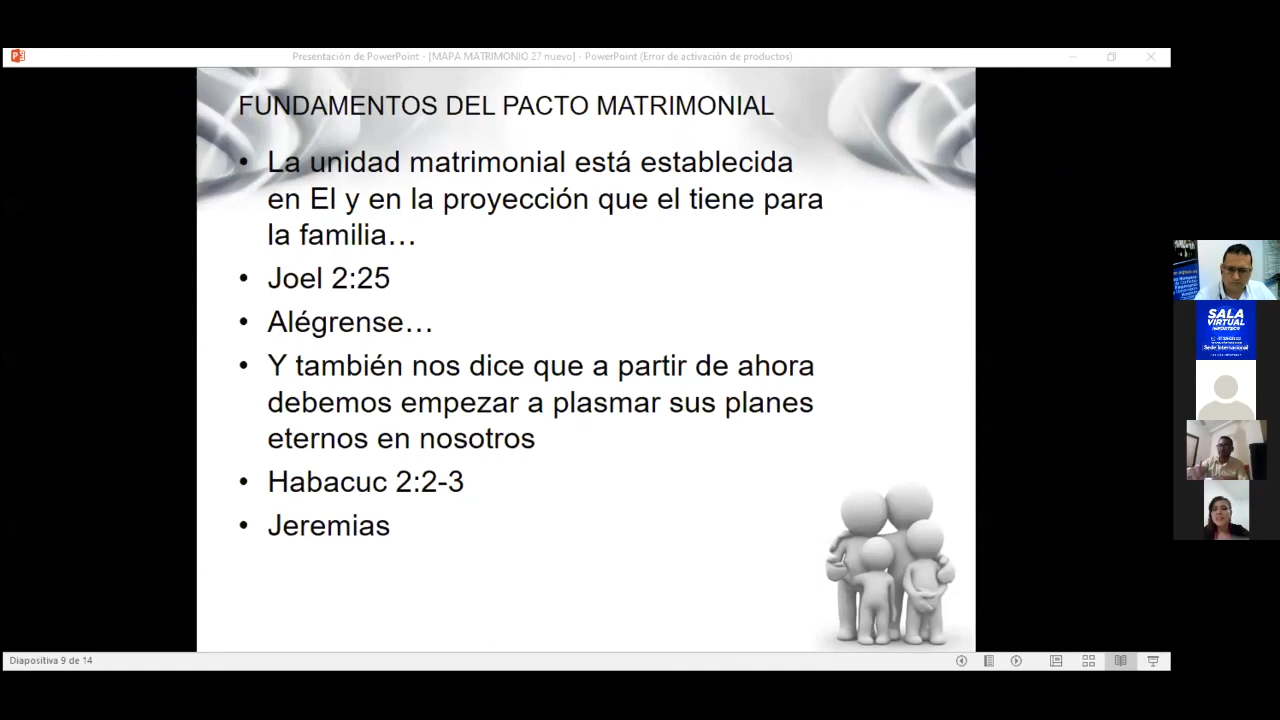 Presentación de PowerPoint - [MAPA MATRIMONIO 27 nuevo] - PowerPoint (Error de activación de productos)
FUNDAMENTOS DEL PACTO MATRIMONIAL
• La unidad matrimonial está establecida
en El y en la proyección que el tiene para
la familia…
• Joel 2:25
• Alégrense…
• Y también nos dice que a partir de ahora
debemos empezar a plasmar sus planes
eternos en nosotros
• Habacuc 2:2-3
• Jeremias
SALA
VIRTUAL
Sede Internacional
Diapositiva 9 de 14